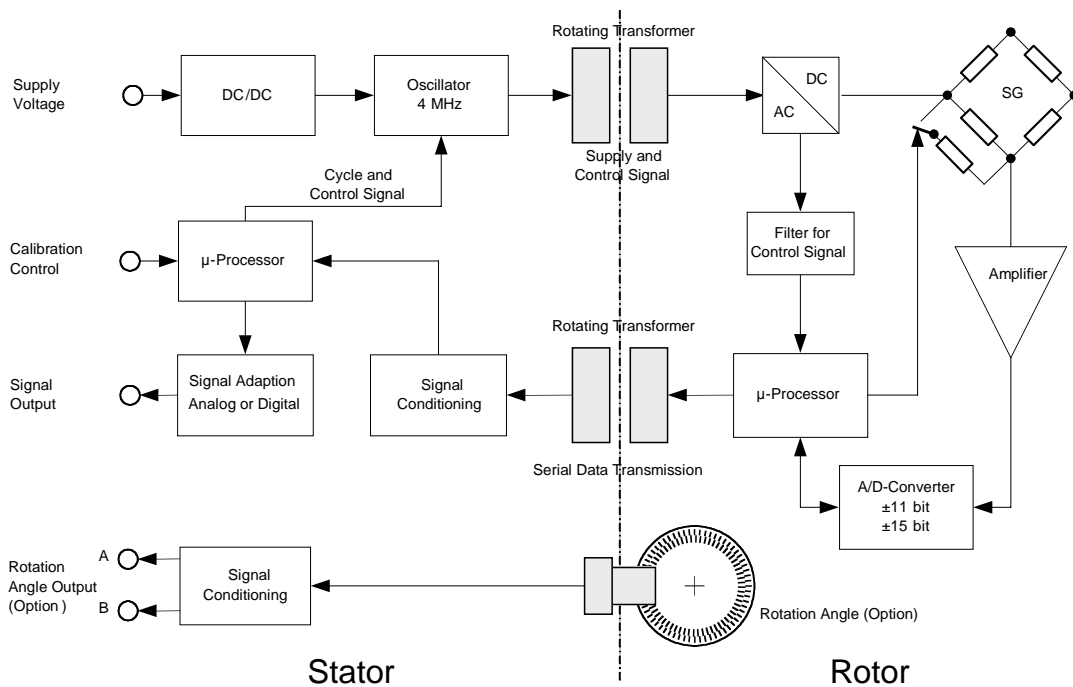 Rotating Transformer
Supply
Voltage
DC/DC
Oscillator
4 MHz
DC
AC
SG
Supply and
Control Signal
Cycle and
Control Signal
Calibration
Control
µ-Processor
Filter for
Control Signal
Amplifier
Rotating Transformer
Signal
Output
Signal Adaption
Analog or Digital
Signal
Conditioning
µ-Processor
Serial Data Transmission
A/D-Converter
±11 bit
±15 bit
Rotation
Angle Output
(Option )
A
B
Signal
Conditioning
Rotation Angle (Option)
Stator
Rotor